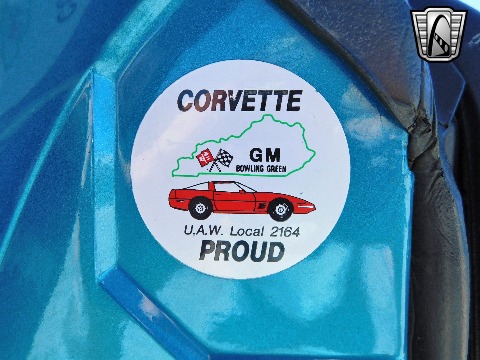 CORVETTE
GM
BOWLING GREEN
U.A.W. Local 2164
PROUD